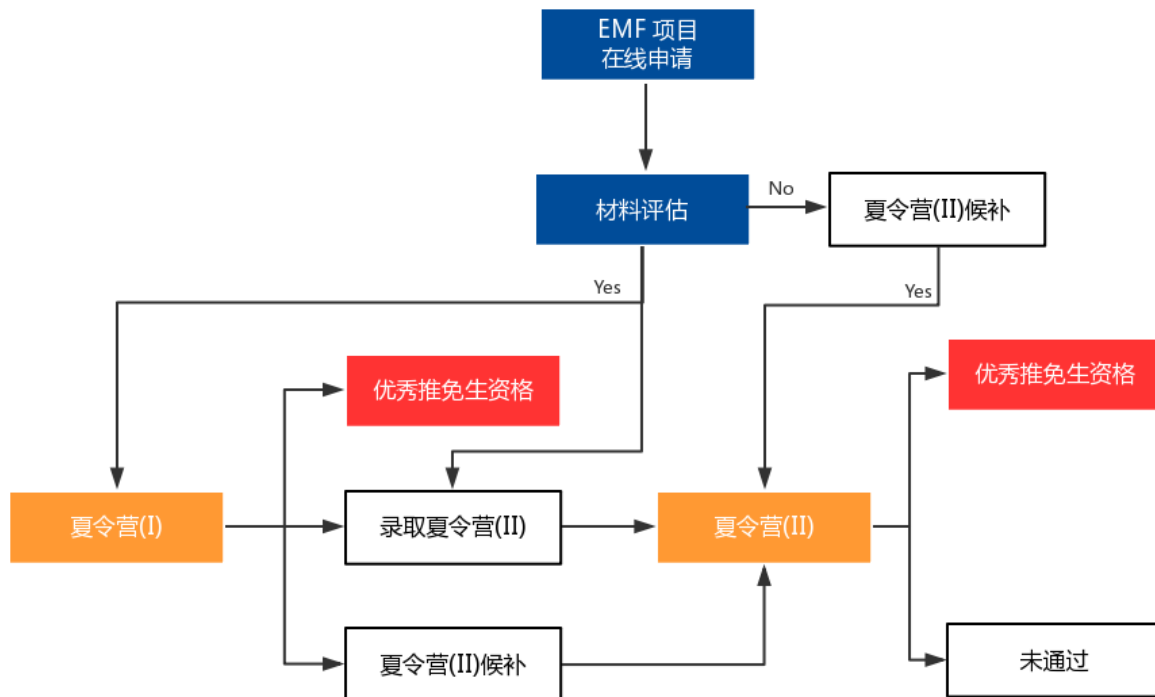 EMF 项目
在线申请
材料评估
No
夏令营(II)候补
Yes
Yes
优秀推免生资格
优秀推免生资格
夏令营(I)
录取夏令营(II)
夏令营(II)
夏令营(II)候补
未通过